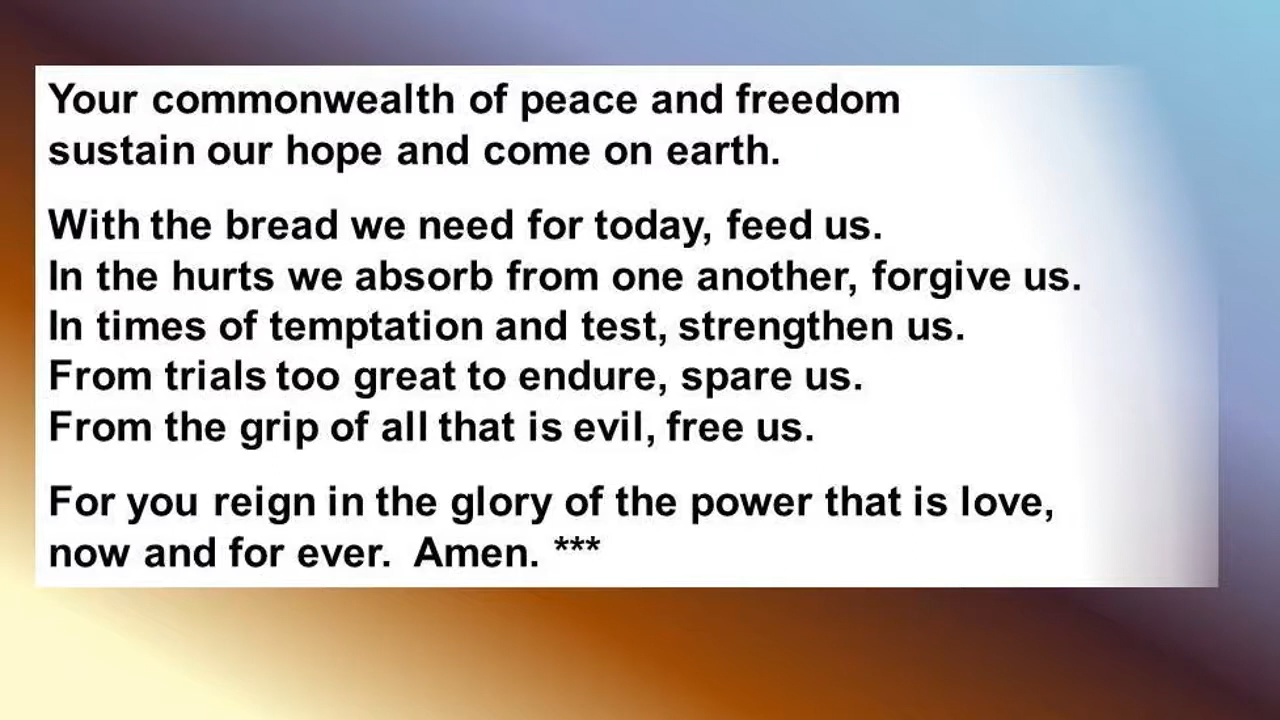 Your commonwealth of peace and freedom
sustain our hope and come on earth.
With the bread we need for today, feed us.
In the hurts we absorb from one another, forgive us.
In times of temptation and test, strengthen us.
From trials too great to endure, spare us.
From the grip of all that is evil, free us.
For you reign in the glory of the power that is love,
now and for ever.  Amen. ***